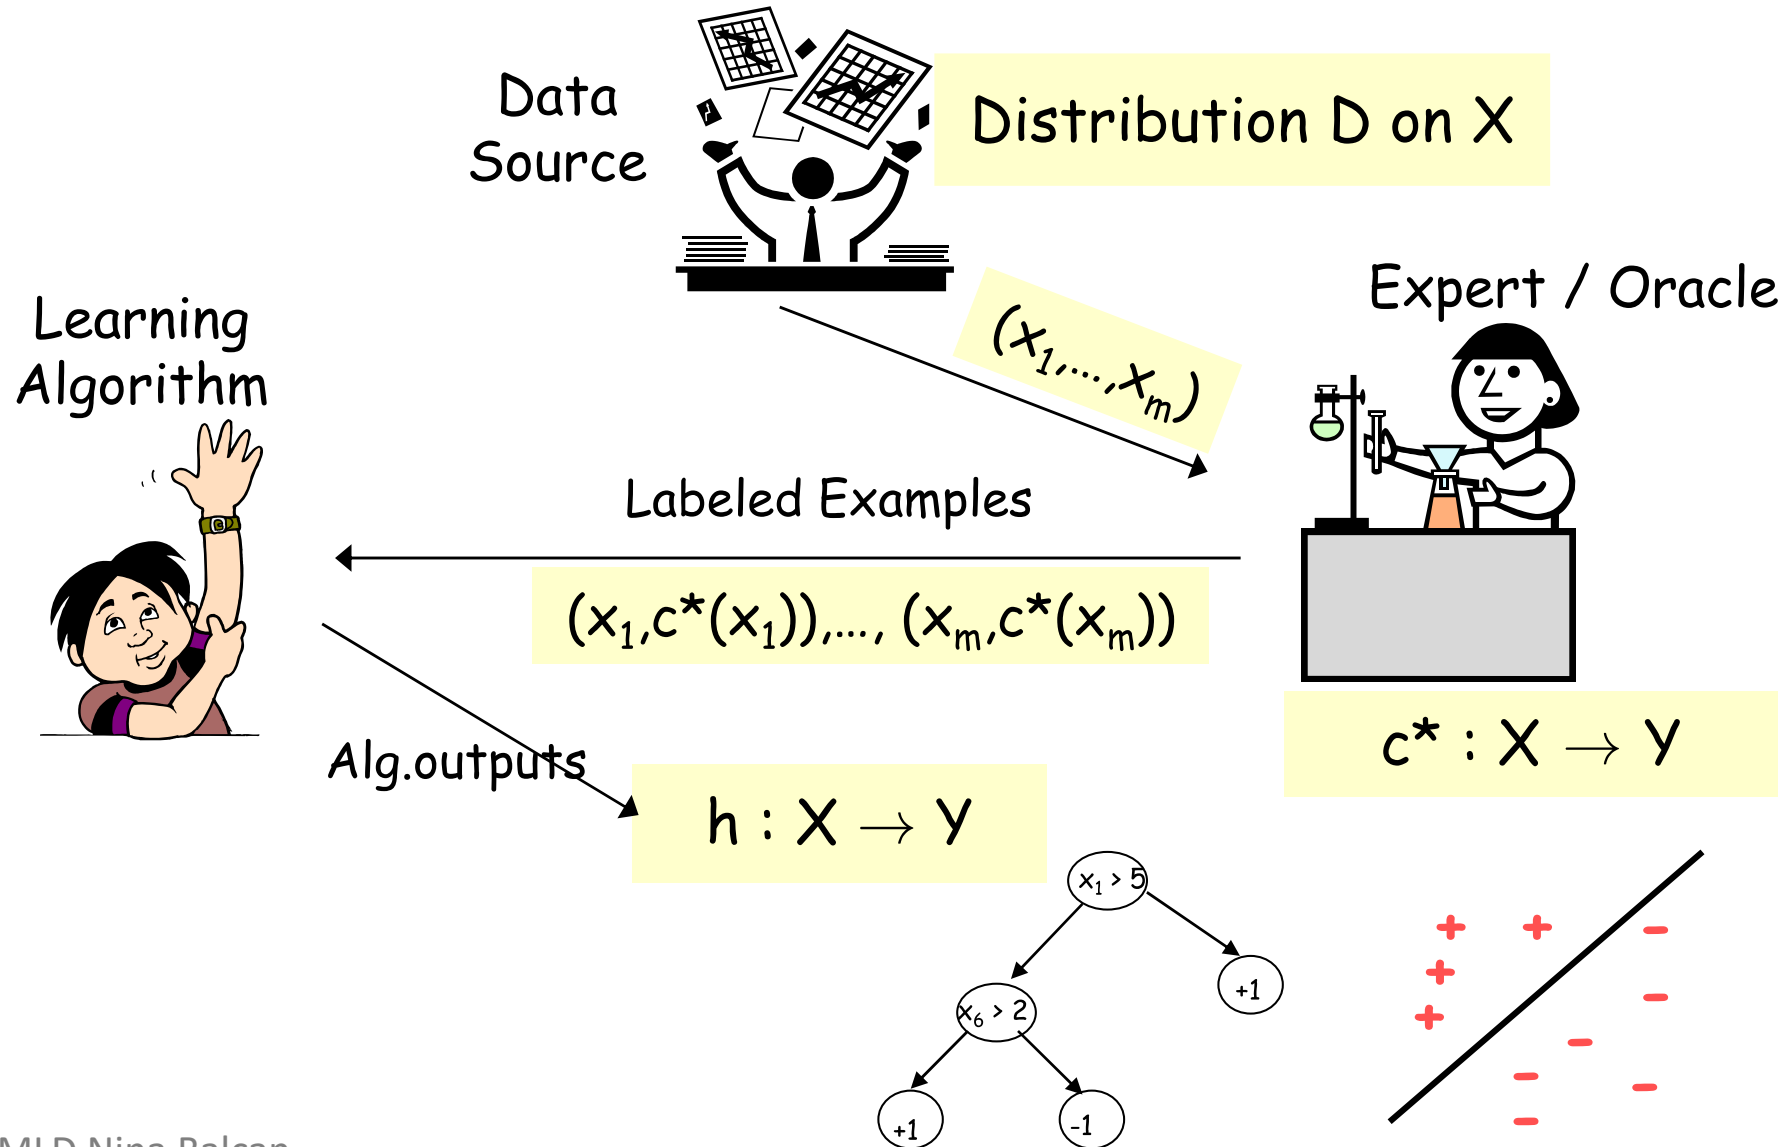 Data
Source
Distribution D on X
Expert / Oracle
Learning
Algorithm
(x₁,...,xₘ)
Labeled Examples
(x₁,c*(x₁)),..., (xₘ,c*(xₘ))
c* : X → Y
Alg.outputs
h : X → Y
x₁ > 5
+1
x₆ > 2
+1
-1
+ + −
+
−
+
−
−
−
−